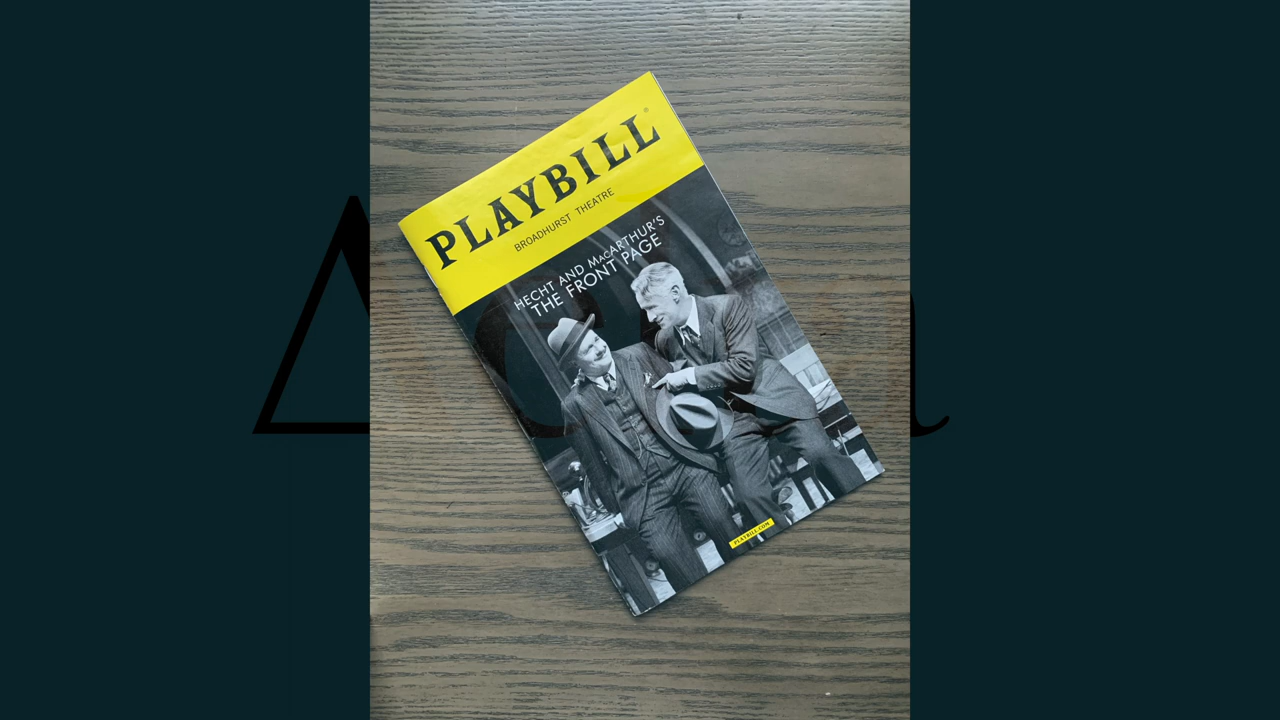 PLAYBILL®
BROADHURST THEATRE
HECHT AND MACARTHUR'S
THE FRONT PAGE
PLAYBILL.COM